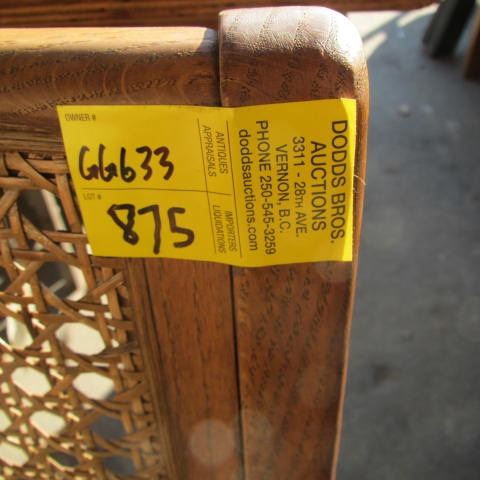 OWNER #
GG633
LOT #
875
ANTIQUES
APPRAISALS
IMPORTERS
LIQUIDATIONS
DODDS BROS.
AUCTIONS
3311 - 28TH AVE.
VERNON, B.C.
PHONE 250-545-3259
doddsauctions.com